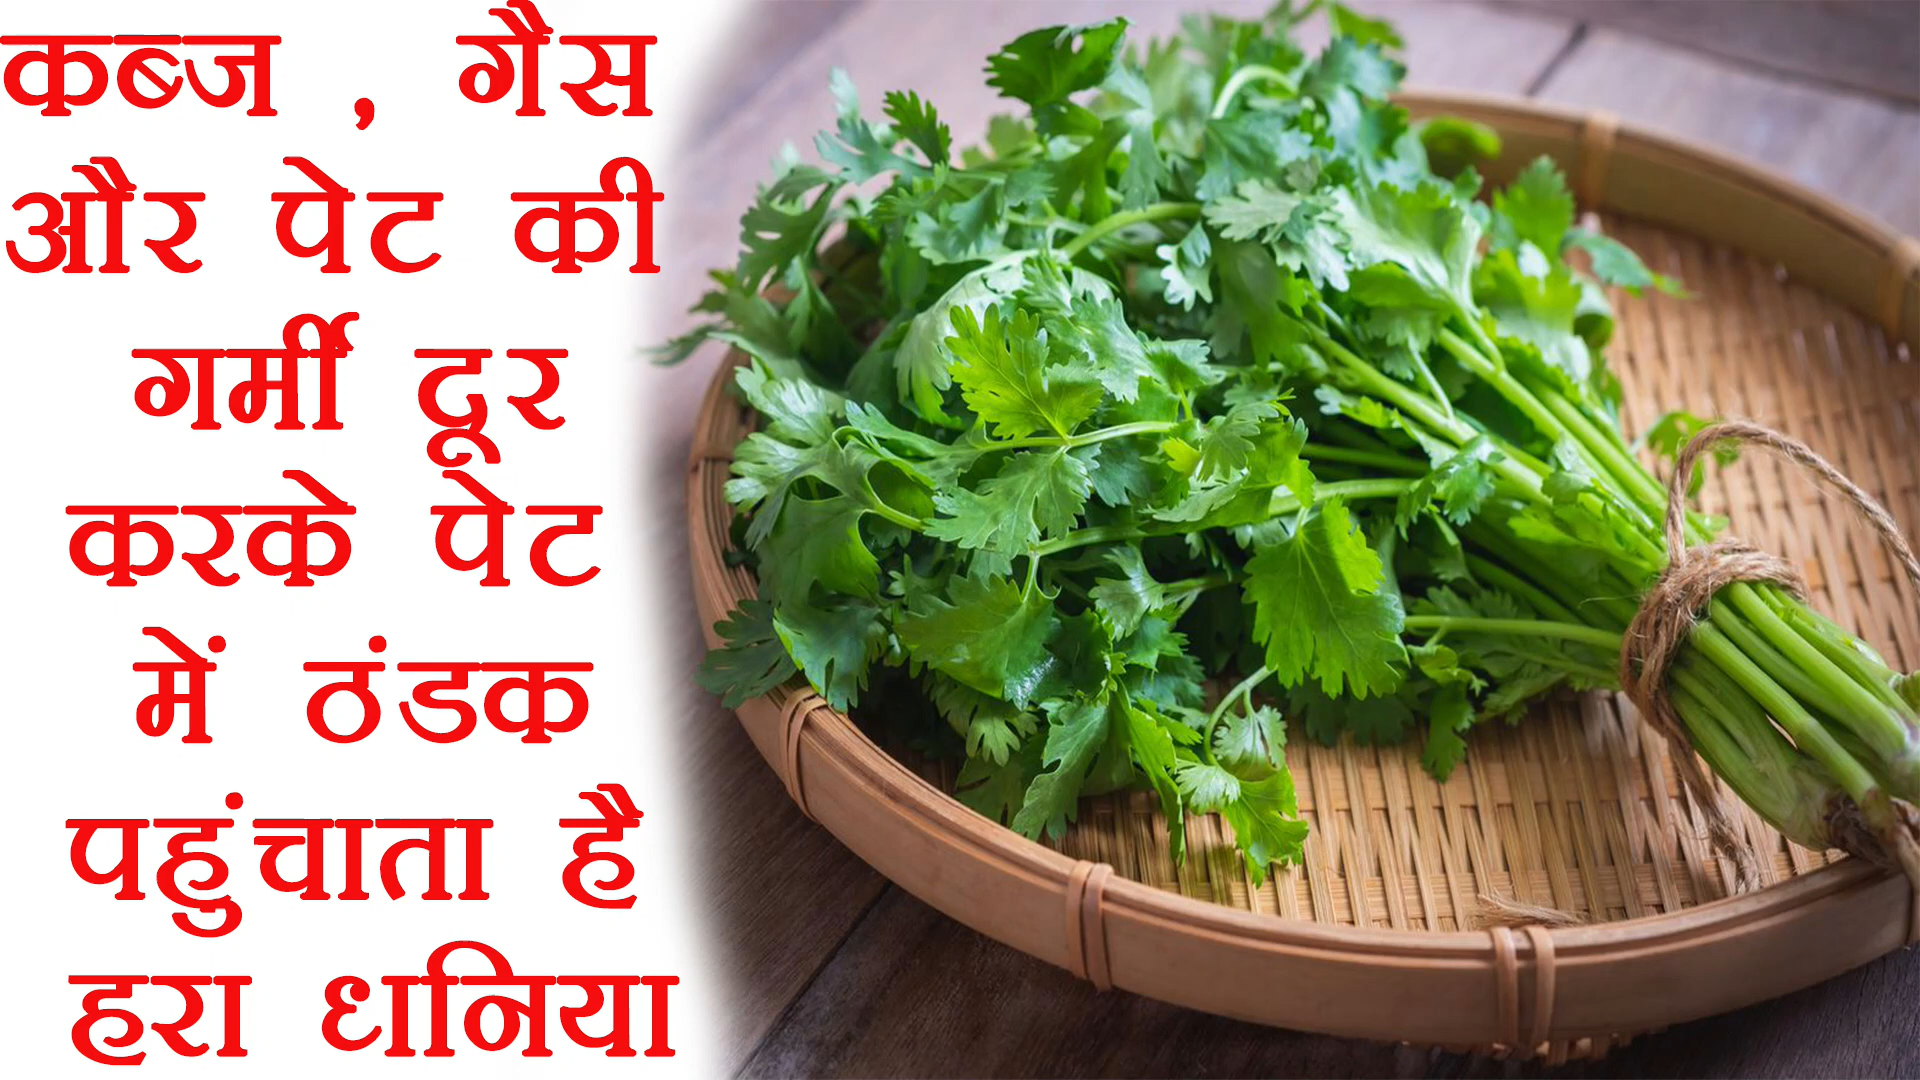 कब्ज , गैस
और पेट की
गर्मी दूर
करके पेट
में ठंडक
पहुंचाता है
हरा धनिया